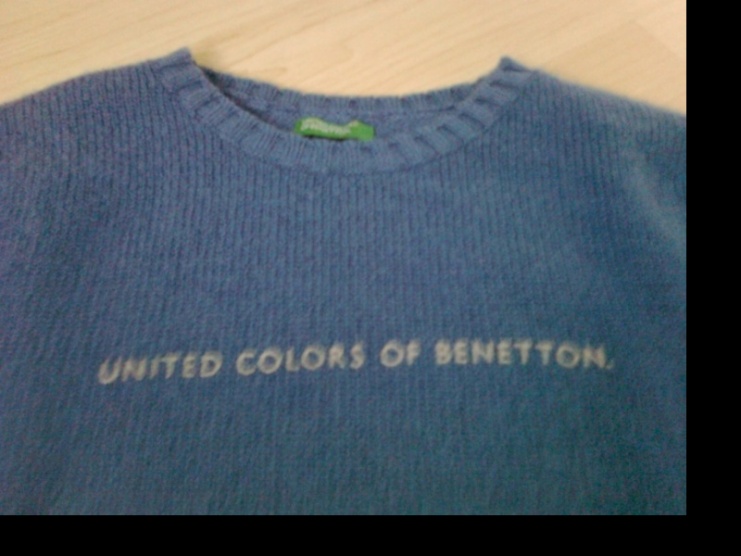 UNITED COLORS OF BENETTON.